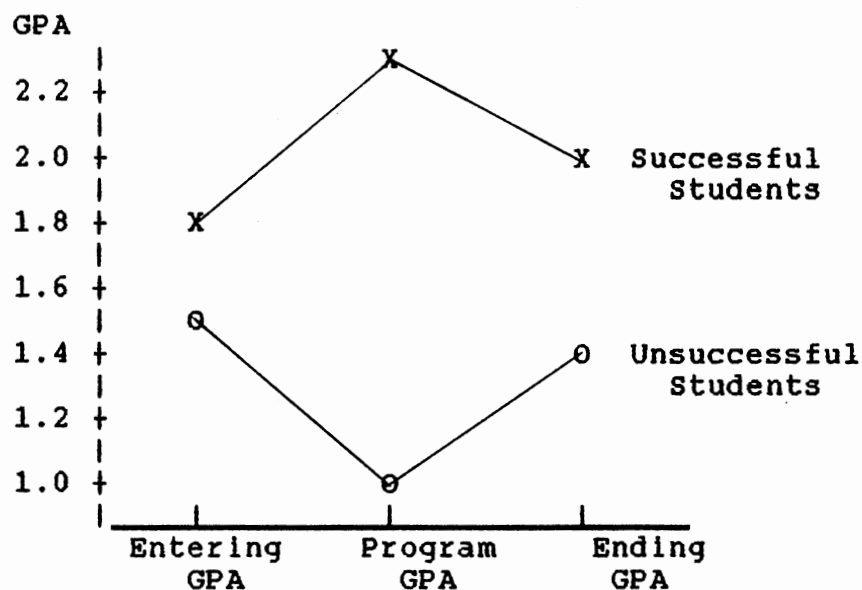 GPA
2.2
2.0
Successful
Students
1.8
1.6
1.4
Unsuccessful
Students
1.2
1.0
Entering Program Ending
GPA GPA GPA